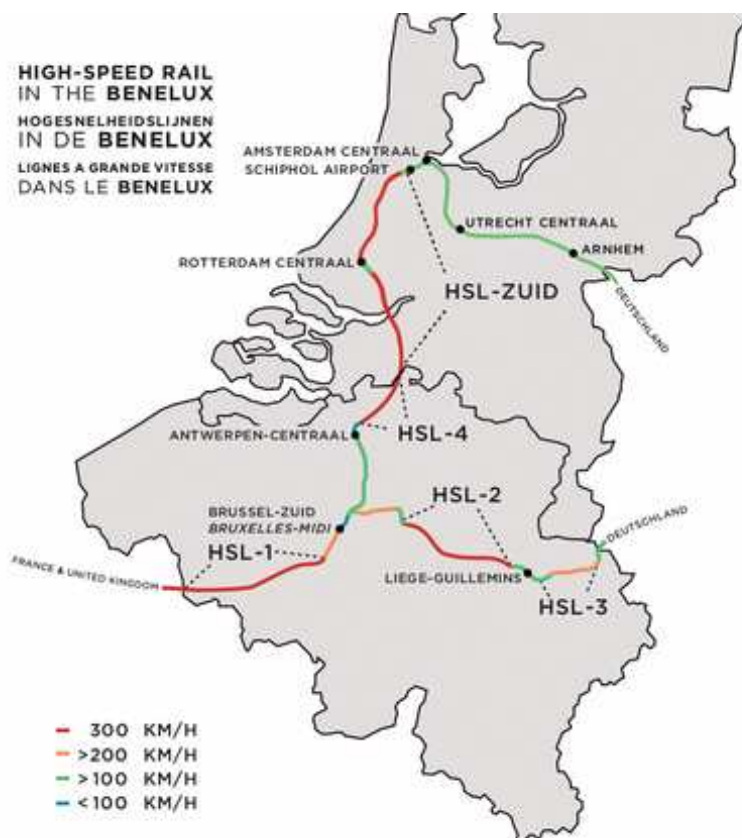 HIGH-SPEED RAIL
IN THE BENELUX
HOGESNELHEIDSLIJNEN
IN DE BENELUX
LIGNES A GRANDE VITESSE
DANS LE BENELUX
AMSTERDAM CENTRAAL
SCHIPHOL AIRPORT
UTRECHT CENTRAAL
ARNHEM
ROTTERDAM CENTRAAL
HSL-ZUID
DEUTSCHLAND
ANTWERPEN-CENTRAAL
HSL-4
BRUSSEL-ZUID
BRUXELLES-MIDI
HSL-2
DEUTSCHLAND
HSL-1
FRANCE & UNITED KINGDOM
LIEGE-GUILLEMINS
HSL-3
300 KM/H
>200 KM/H
>100 KM/H
<100 KM/H